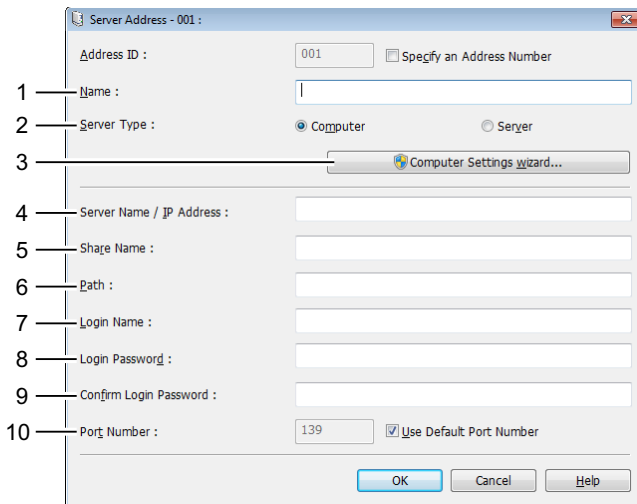 Server Address - 001 :
Address ID : 001 Specify an Address Number
1 Name :
2 Server Type : Computer Server
3 Computer Settings wizard...
4 Server Name / IP Address :
5 Share Name :
6 Path :
7 Login Name :
8 Login Password :
9 Confirm Login Password :
10 Port Number : 139 Use Default Port Number
OK Cancel Help